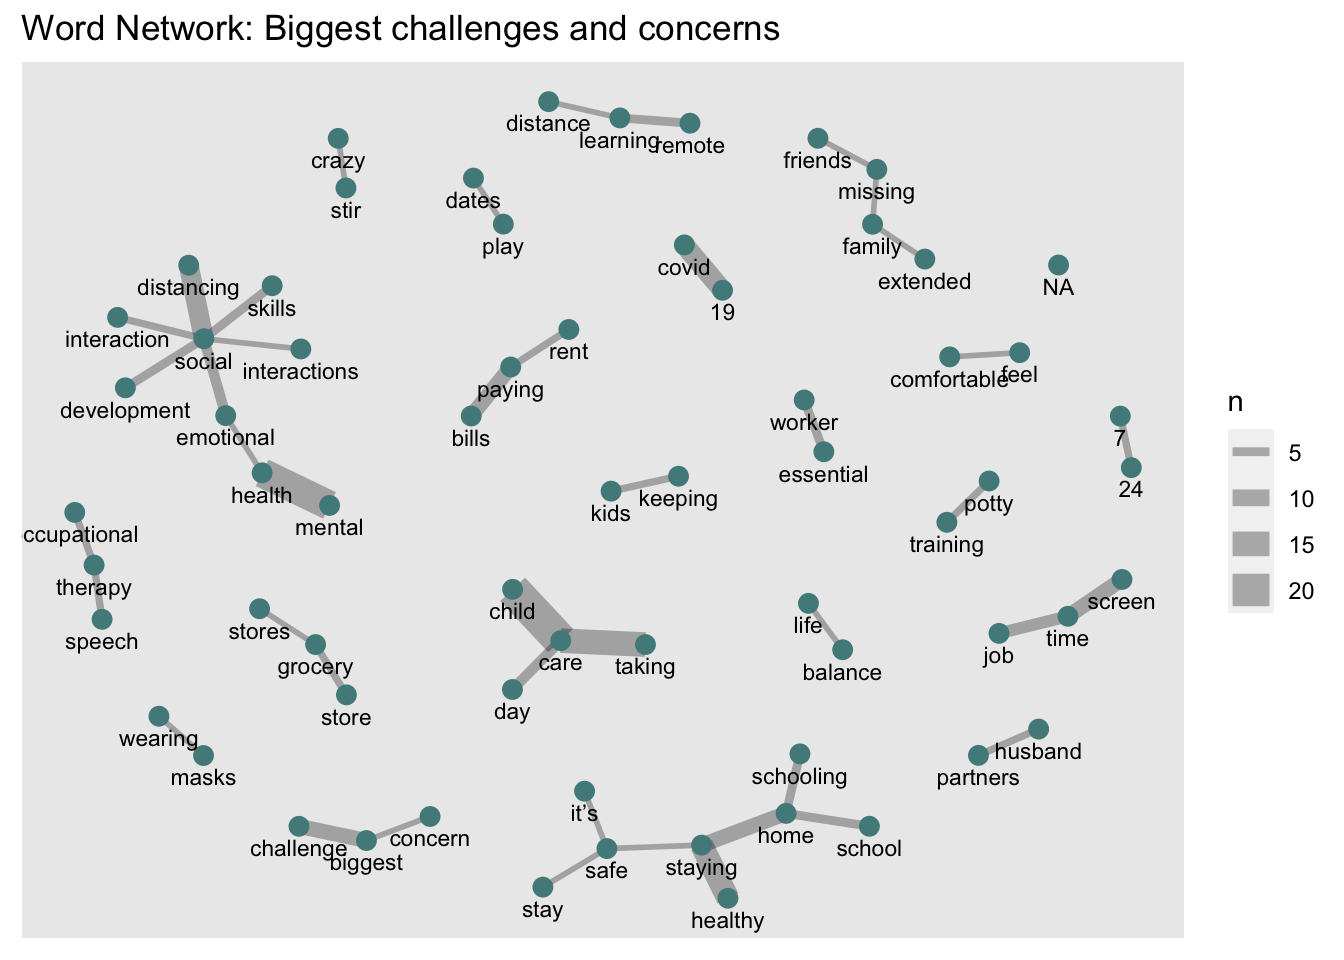 Word Network: Biggest challenges and concerns
distance
learning
remote
crazy
stir
friends
missing
dates
play
family
extended
covid
19
NA
distancing
skills
interaction
social
interactions
development
emotional
health
mental
rent
paying
bills
comfortable
feel
worker
essential
7
24
kids
keeping
potty
training
ccupational
therapy
speech
stores
grocery
store
child
care
taking
day
life
balance
screen
time
job
wearing
masks
husband
partners
challenge
biggest
concern
it's
safe
stay
staying
healthy
schooling
home
school
n
5
10
15
20